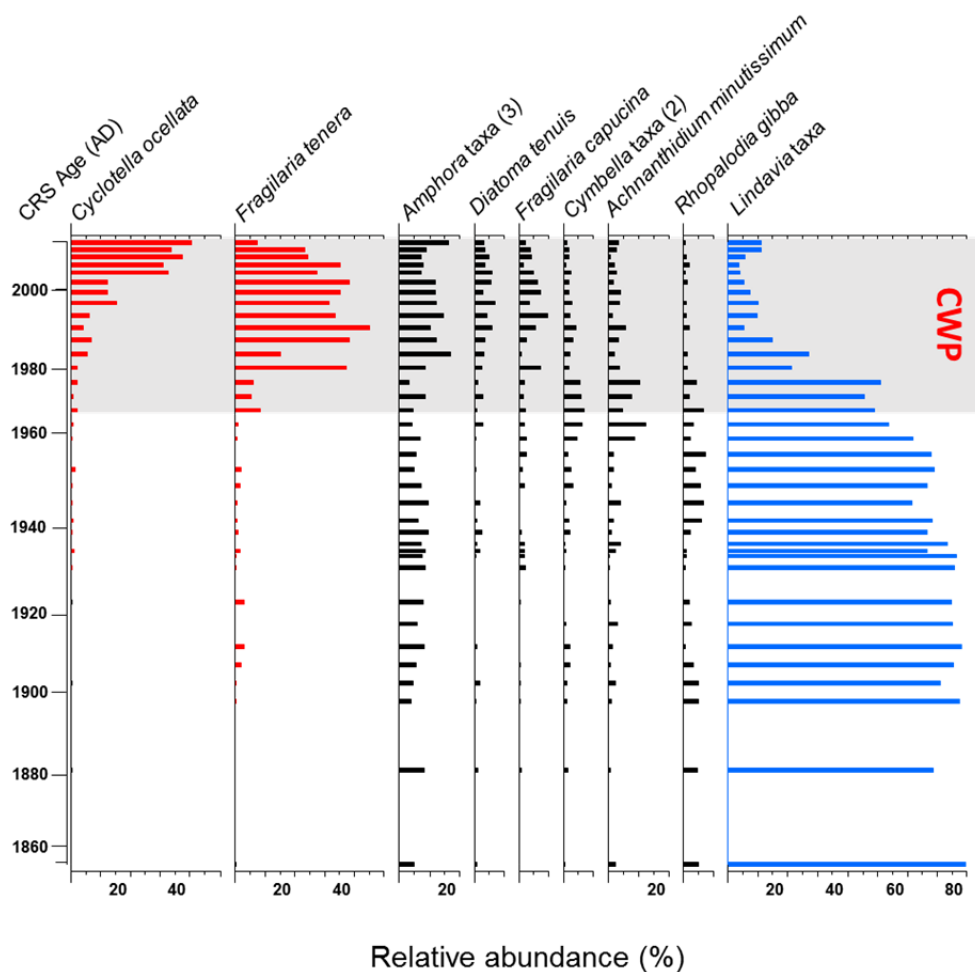 CRS Age (AD)
Cyclotella ocellata
Fragilaria tenera
Amphora taxa (3)
Diatoma tenuis
Fragilaria capucina
Cymbella taxa (2)
Achnanthidium minutissimum
Rhopalodia gibba
Lindavia taxa
2000
1980
1960
1940
1920
1900
1880
1860
CWP
20 40 20 40 20 20 20 40 60 80
Relative abundance (%)